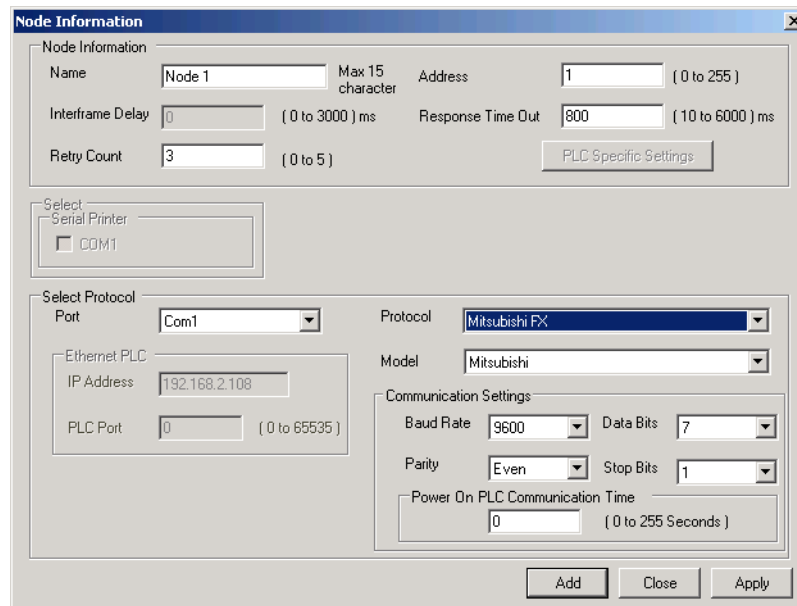 Node Information
Node Information
Name Node 1 Max 15 character Address 1 ( 0 to 255 )
Interframe Delay 0 ( 0 to 3000 ) ms Response Time Out 800 ( 10 to 6000 ) ms
Retry Count 3 ( 0 to 5 ) PLC Specific Settings
Select
Serial Printer
COM1
Select Protocol
Port Com1 Protocol Mitsubishi FX
Ethernet PLC
Model Mitsubishi
IP Address 192.168.2.108
Communication Settings
PLC Port 0 ( 0 to 65535 )
Baud Rate 9600 Data Bits 7
Parity Even Stop Bits 1
Power On PLC Communication Time
0 ( 0 to 255 Seconds )
Add Close Apply